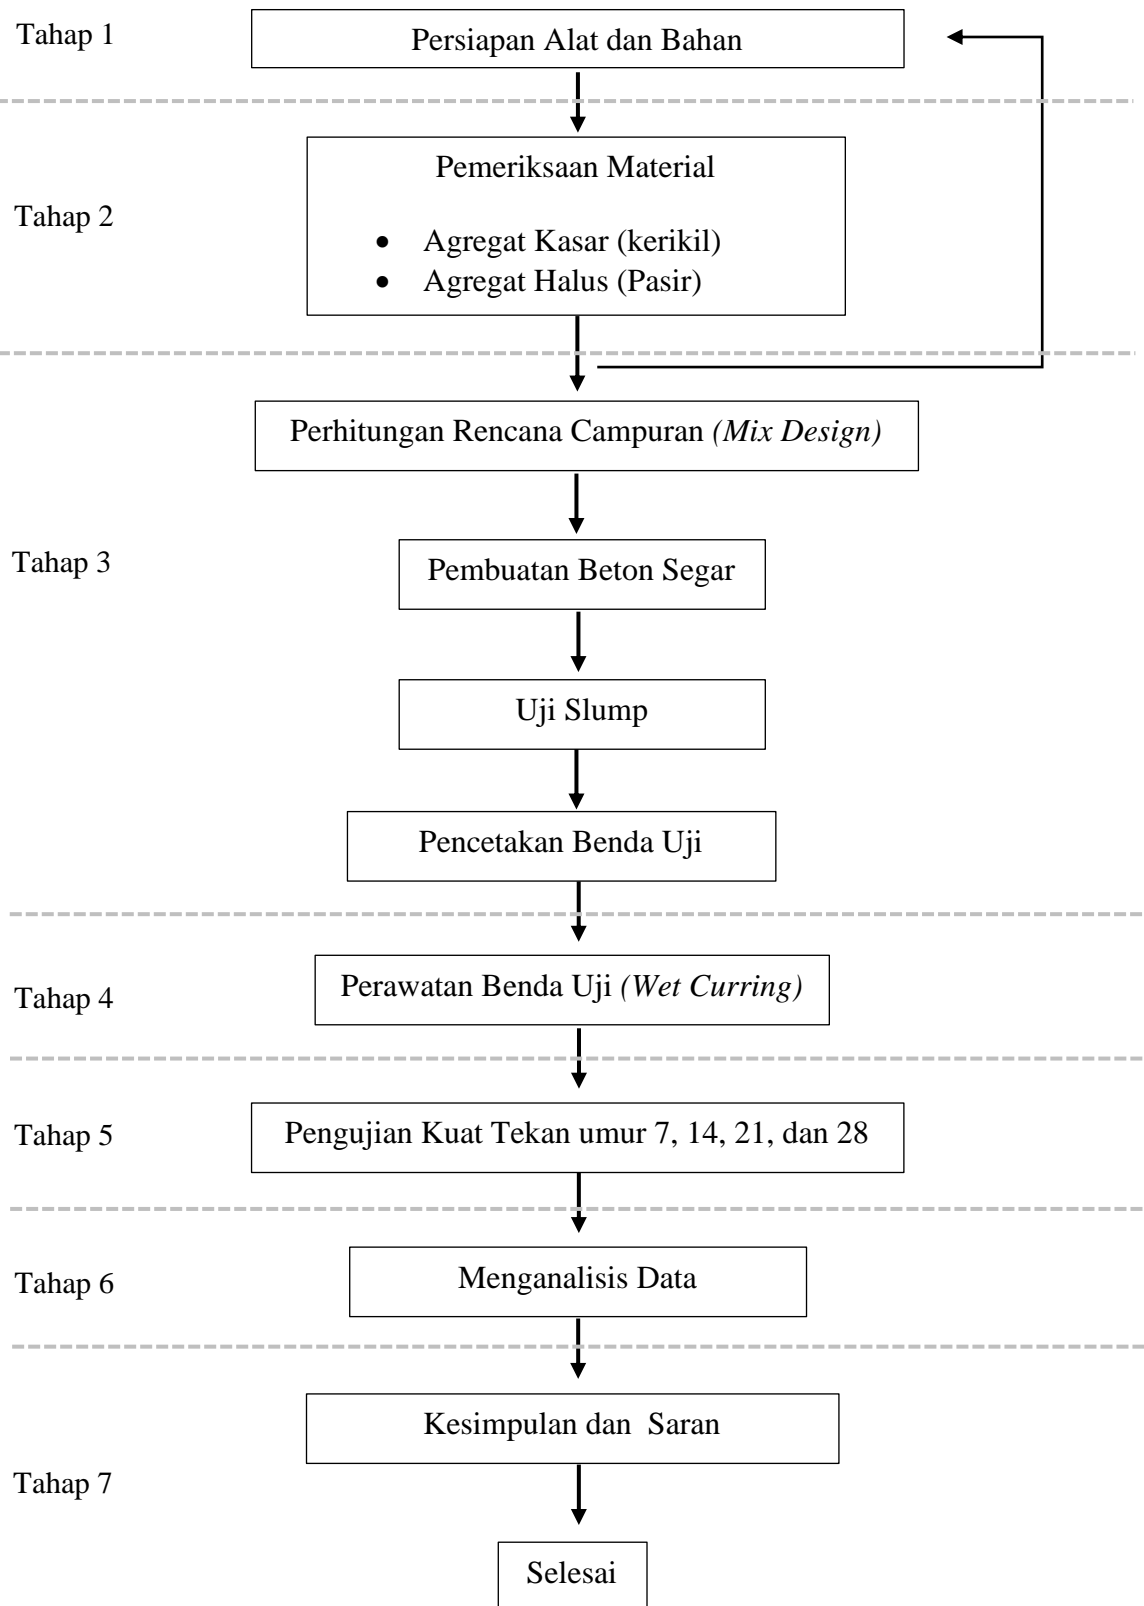 Tahap 1
Persiapan Alat dan Bahan
Tahap 2
Pemeriksaan Material
• Agregat Kasar (kerikil)
• Agregat Halus (Pasir)
Tahap 3
Perhitungan Rencana Campuran (Mix Design)
Pembuatan Beton Segar
Uji Slump
Pencetakan Benda Uji
Tahap 4
Perawatan Benda Uji (Wet Curring)
Tahap 5
Pengujian Kuat Tekan umur 7, 14, 21, dan 28
Tahap 6
Menganalisis Data
Tahap 7
Kesimpulan dan Saran
Selesai